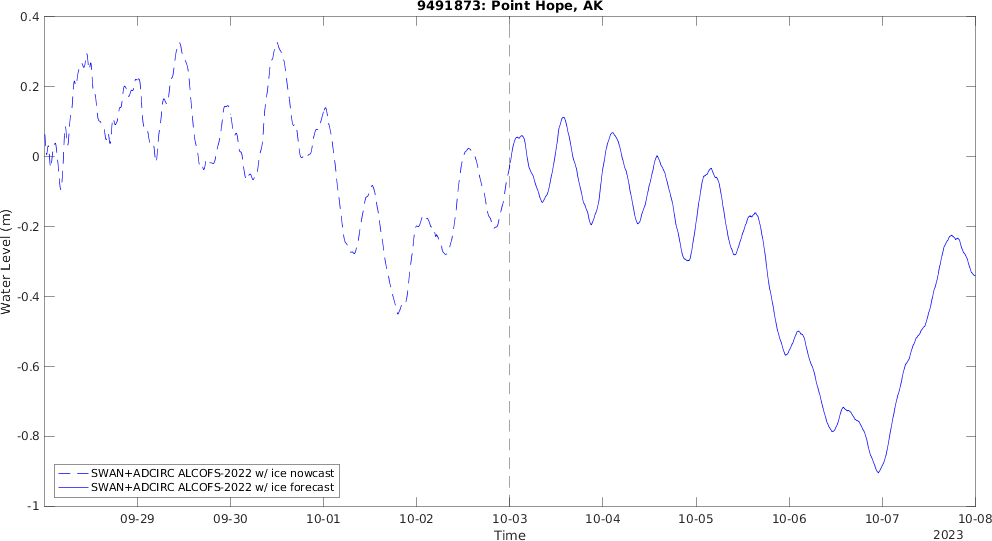 9491873: Point Hope, AK
0.4
0.2
0
-0.2
-0.4
-0.6
-0.8
-1
Water Level (m)
SWAN+ADCIRC ALCOFS-2022 w/ ice nowcast
SWAN+ADCIRC ALCOFS-2022 w/ ice forecast
09-29 09-30 10-01 10-02 10-03 10-04 10-05 10-06 10-07 10-08
Time
2023